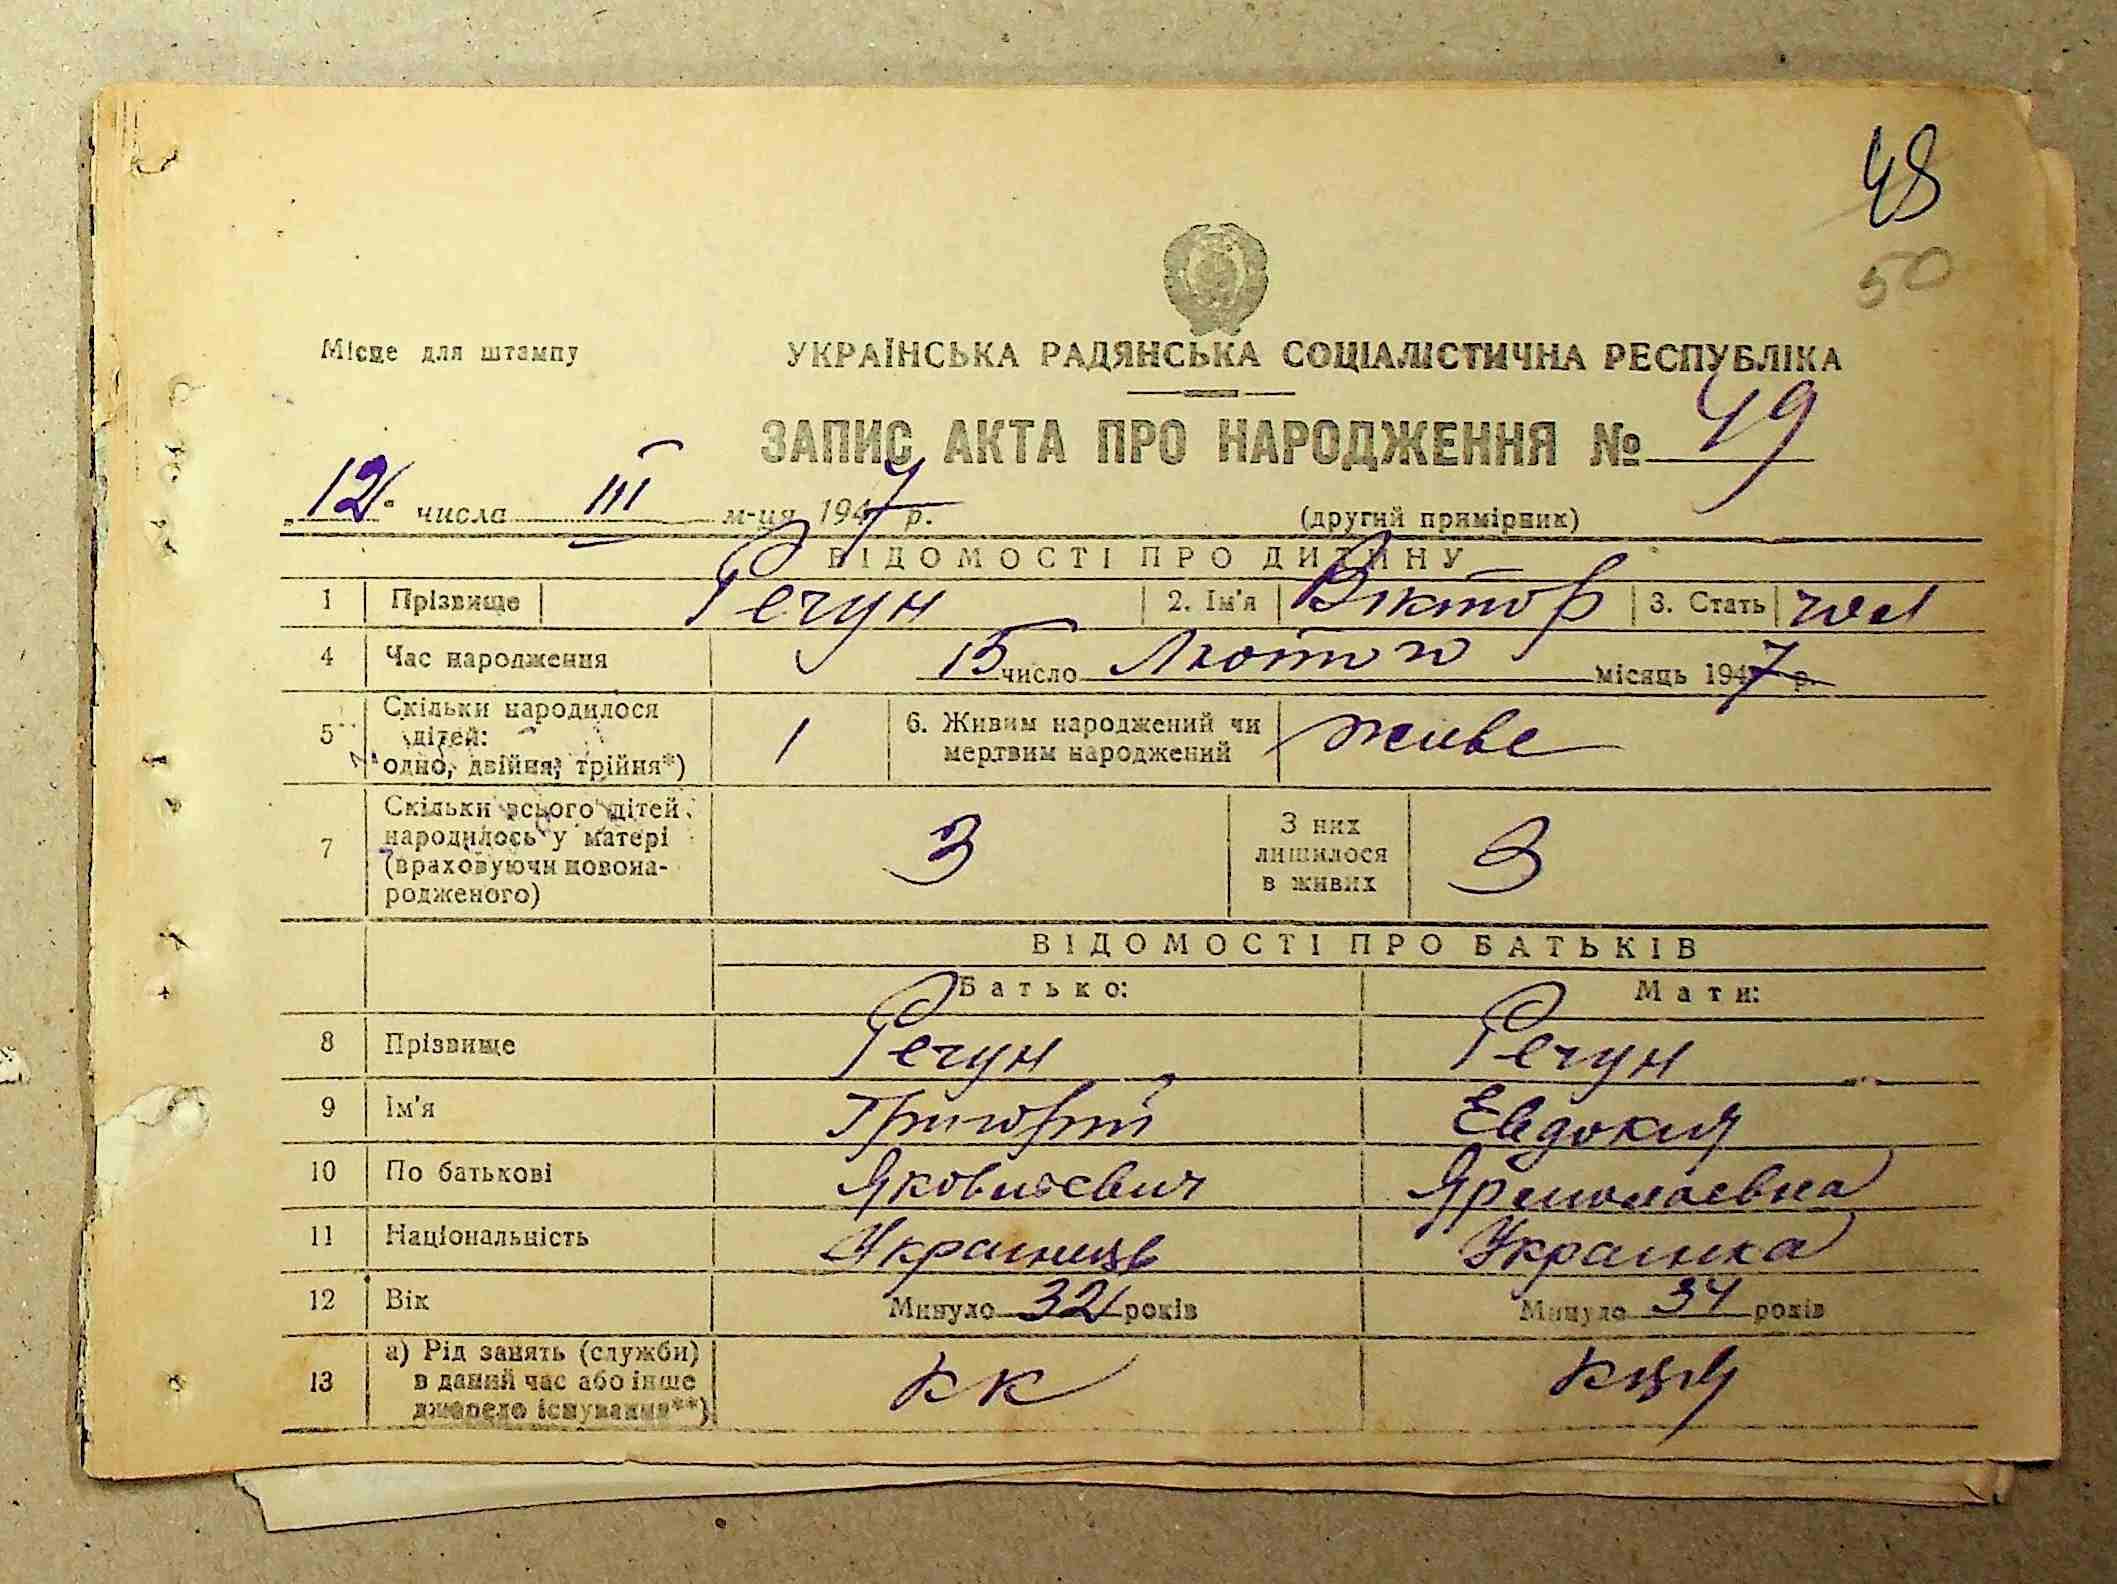 48
50
Місце для штампу
УКРАЇНСЬКА РАДЯНСЬКА СОЦІАЛІСТИЧНА РЕСПУБЛІКА
ЗАПИС АКТА ПРО НАРОДЖЕННЯ № 49
„12" числа III м-ця 1947 р. (другий примірник)
ВІДОМОСТІ ПРО ДИТИНУ
1 Прізвище Речун 2. Ім'я Віктор 3. Стать чол
4 Час народження 15 число Лютого місяць 1947 р.
5 Скільки народилося
дітей:
одно, двійня, трійня*) 1 6. Живим народжений чи
мертвим народжений живе
7 Скільки всього дітей
народилось у матері
(враховуючи новона-
родженого) 3 З них
лишилося
в живих 3
ВІДОМОСТІ ПРО БАТЬКІВ
Батько: Мати:
8 Прізвище Речун Речун
9 Ім'я Григорій Евдокия
10 По батькові Яковлевич Ярмолаевна
11 Національність Украинець Украинка
12 Вік Минуло 32 років Минуло 34 років
13 а) Рід занять (служби)
в даний час або інше
джерело існування**) кк